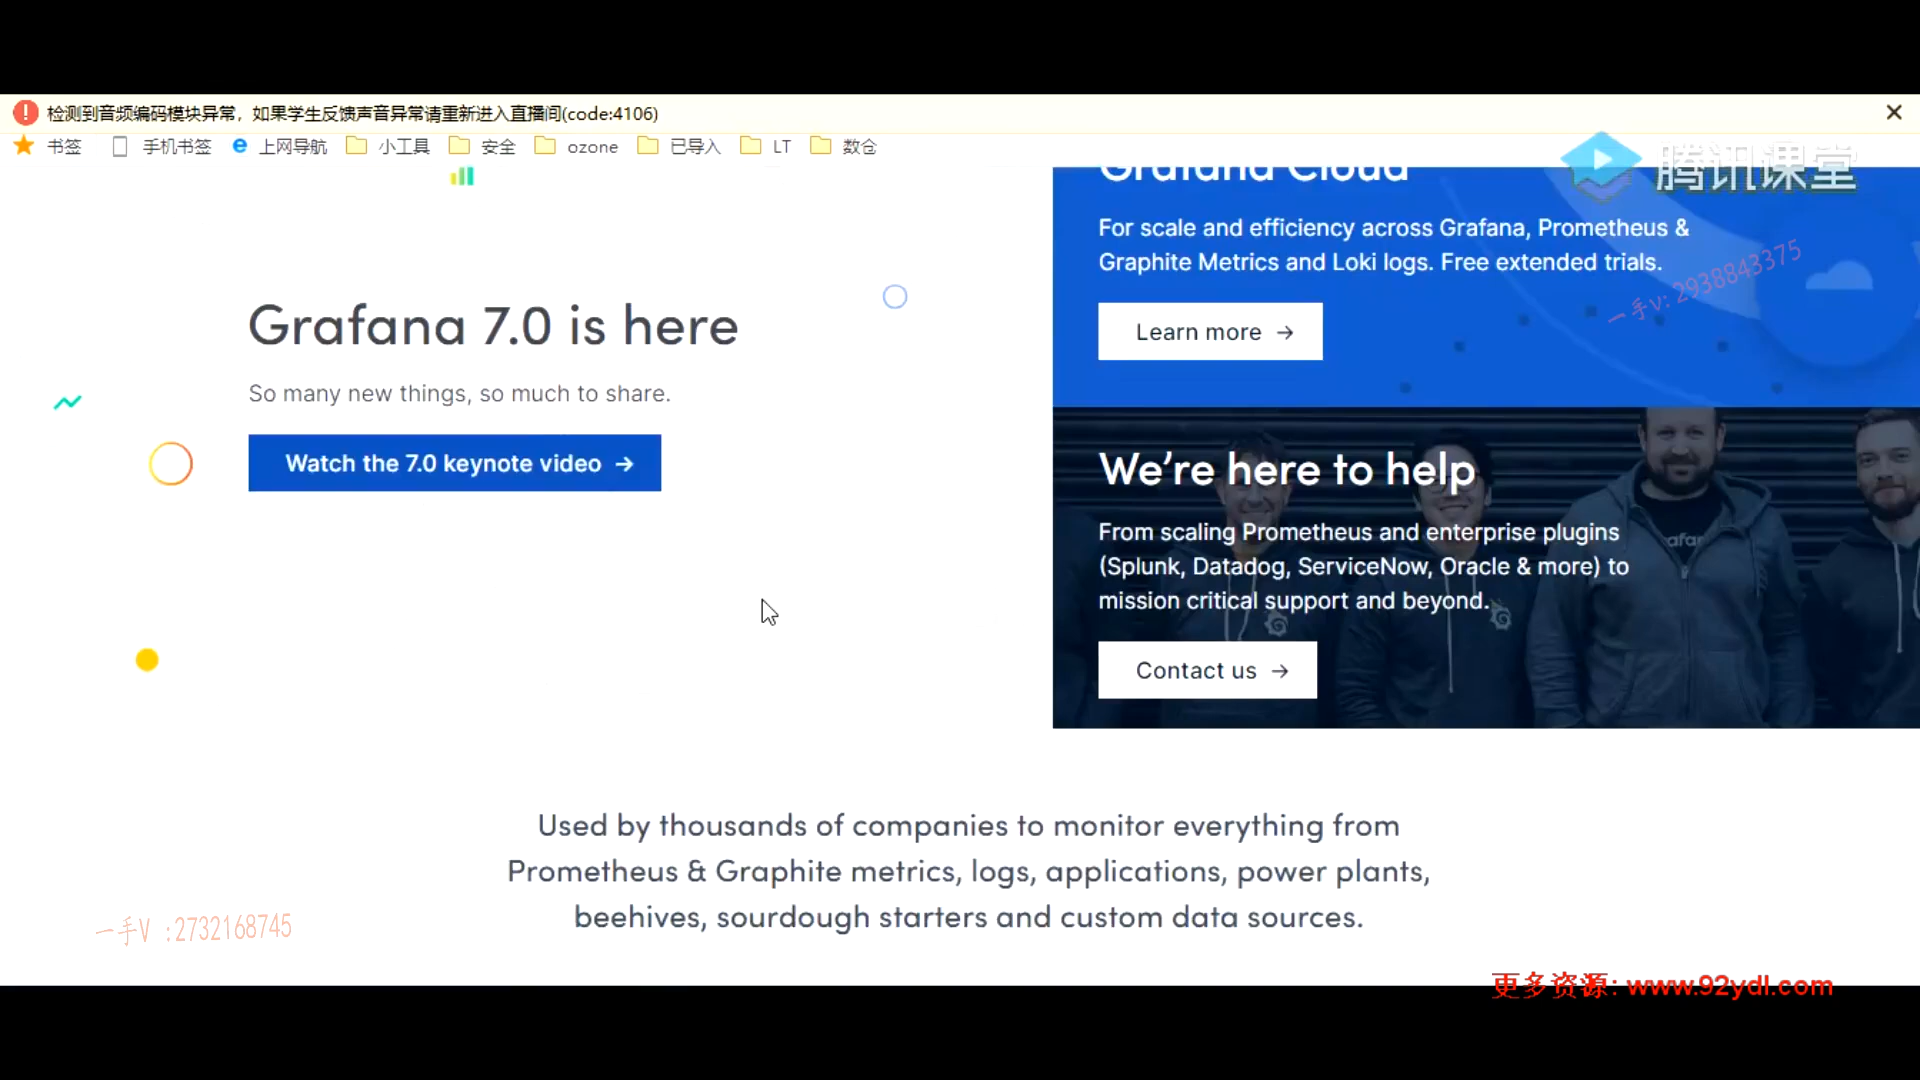 检测到音频编码模块异常，如果学生反馈声音异常请重新进入直播间(code:4106)
书签 手机书签 上网导航 小工具 安全 ozone 已导入 LT 数仓
腾讯课堂
Grafana Cloud
For scale and efficiency across Grafana, Prometheus &
Graphite Metrics and Loki logs. Free extended trials.
一手v: 2938843375
Learn more →
Grafana 7.0 is here
So many new things, so much to share.
Watch the 7.0 keynote video →
We’re here to help
From scaling Prometheus and enterprise plugins
(Splunk, Datadog, ServiceNow, Oracle & more) to
mission critical support and beyond.
Contact us →
Used by thousands of companies to monitor everything from
Prometheus & Graphite metrics, logs, applications, power plants,
beehives, sourdough starters and custom data sources.
一手V :2732168745
更多资源: www.92ydl.com